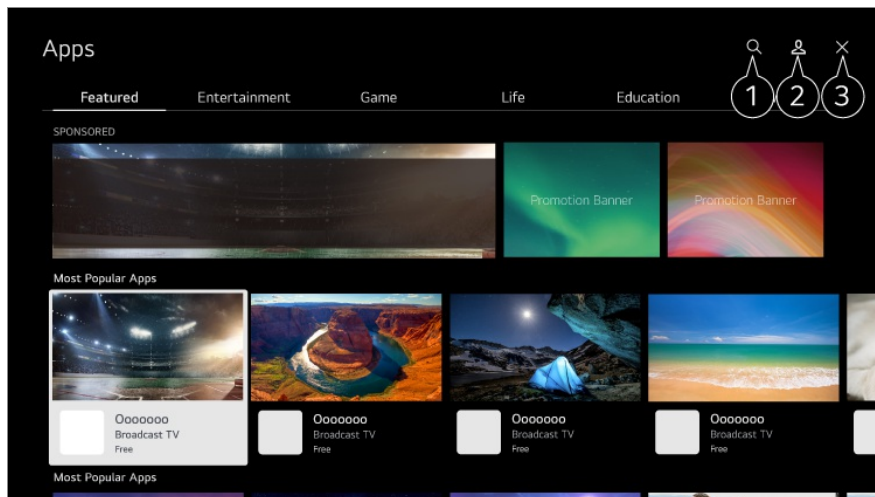 Apps
1 2 3
Featured Entertainment Game Life Education
SPONSORED
Promotion Banner Promotion Banner
Most Popular Apps
Ooooooo Ooooooo Ooooooo Ooooooo
Broadcast TV Broadcast TV Broadcast TV Broadcast TV
Free Free Free Free
Most Popular Apps